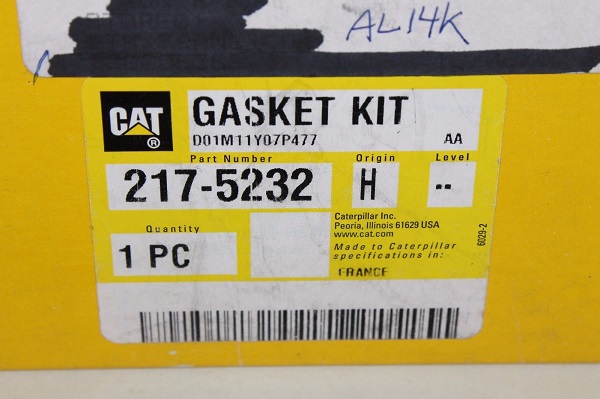 AL14K
CAT ®
GASKET KIT
D01M11Y07P477 AA
Part Number Origin Level
217-5232 H --
Quantity
1 PC
Caterpillar Inc.
Peoria, Illinois 61629 USA
www.cat.com
Made to Caterpillar
specifications in:
FRANCE
6029-2